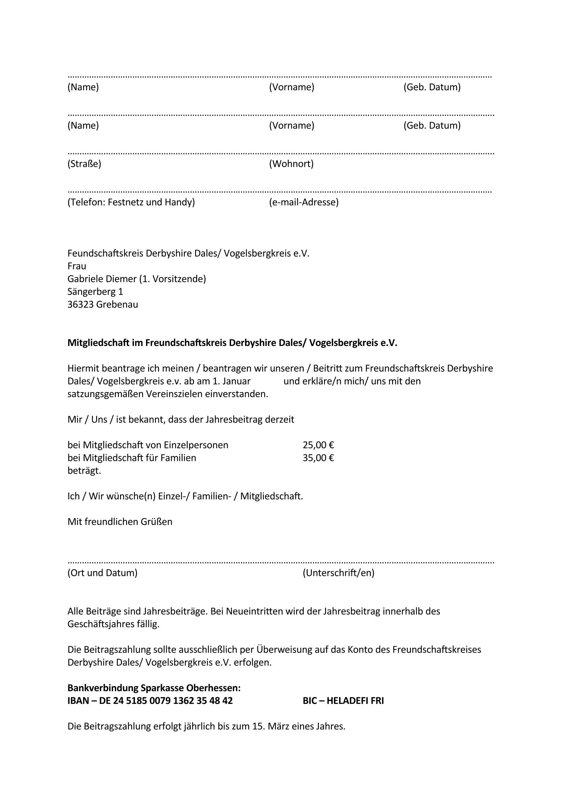 (Name) (Vorname) (Geb. Datum)
(Name) (Vorname) (Geb. Datum)
(Straße) (Wohnort)
(Telefon: Festnetz und Handy) (e-mail-Adresse)
Feundschaftskreis Derbyshire Dales/ Vogelsbergkreis e.V.
Frau
Gabriele Diemer (1. Vorsitzende)
Sängerberg 1
36323 Grebenau
Mitgliedschaft im Freundschaftskreis Derbyshire Dales/ Vogelsbergkreis e.V.
Hiermit beantrage ich meinen / beantragen wir unseren / Beitritt zum Freundschaftskreis Derbyshire
Dales/ Vogelsbergkreis e.v. ab am 1. Januar und erkläre/n mich/ uns mit den
satzungsgemäßen Vereinszielen einverstanden.
Mir / Uns / ist bekannt, dass der Jahresbeitrag derzeit
bei Mitgliedschaft von Einzelpersonen 25,00 €
bei Mitgliedschaft für Familien 35,00 €
beträgt.
Ich / Wir wünsche(n) Einzel-/ Familien- / Mitgliedschaft.
Mit freundlichen Grüßen
(Ort und Datum) (Unterschrift/en)
Alle Beiträge sind Jahresbeiträge. Bei Neueintritten wird der Jahresbeitrag innerhalb des
Geschäftsjahres fällig.
Die Beitragszahlung sollte ausschließlich per Überweisung auf das Konto des Freundschaftskreises
Derbyshire Dales/ Vogelsbergkreis e.V. erfolgen.
Bankverbindung Sparkasse Oberhessen:
IBAN – DE 24 5185 0079 1362 35 48 42 BIC – HELADEFI FRI
Die Beitragszahlung erfolgt jährlich bis zum 15. März eines Jahres.